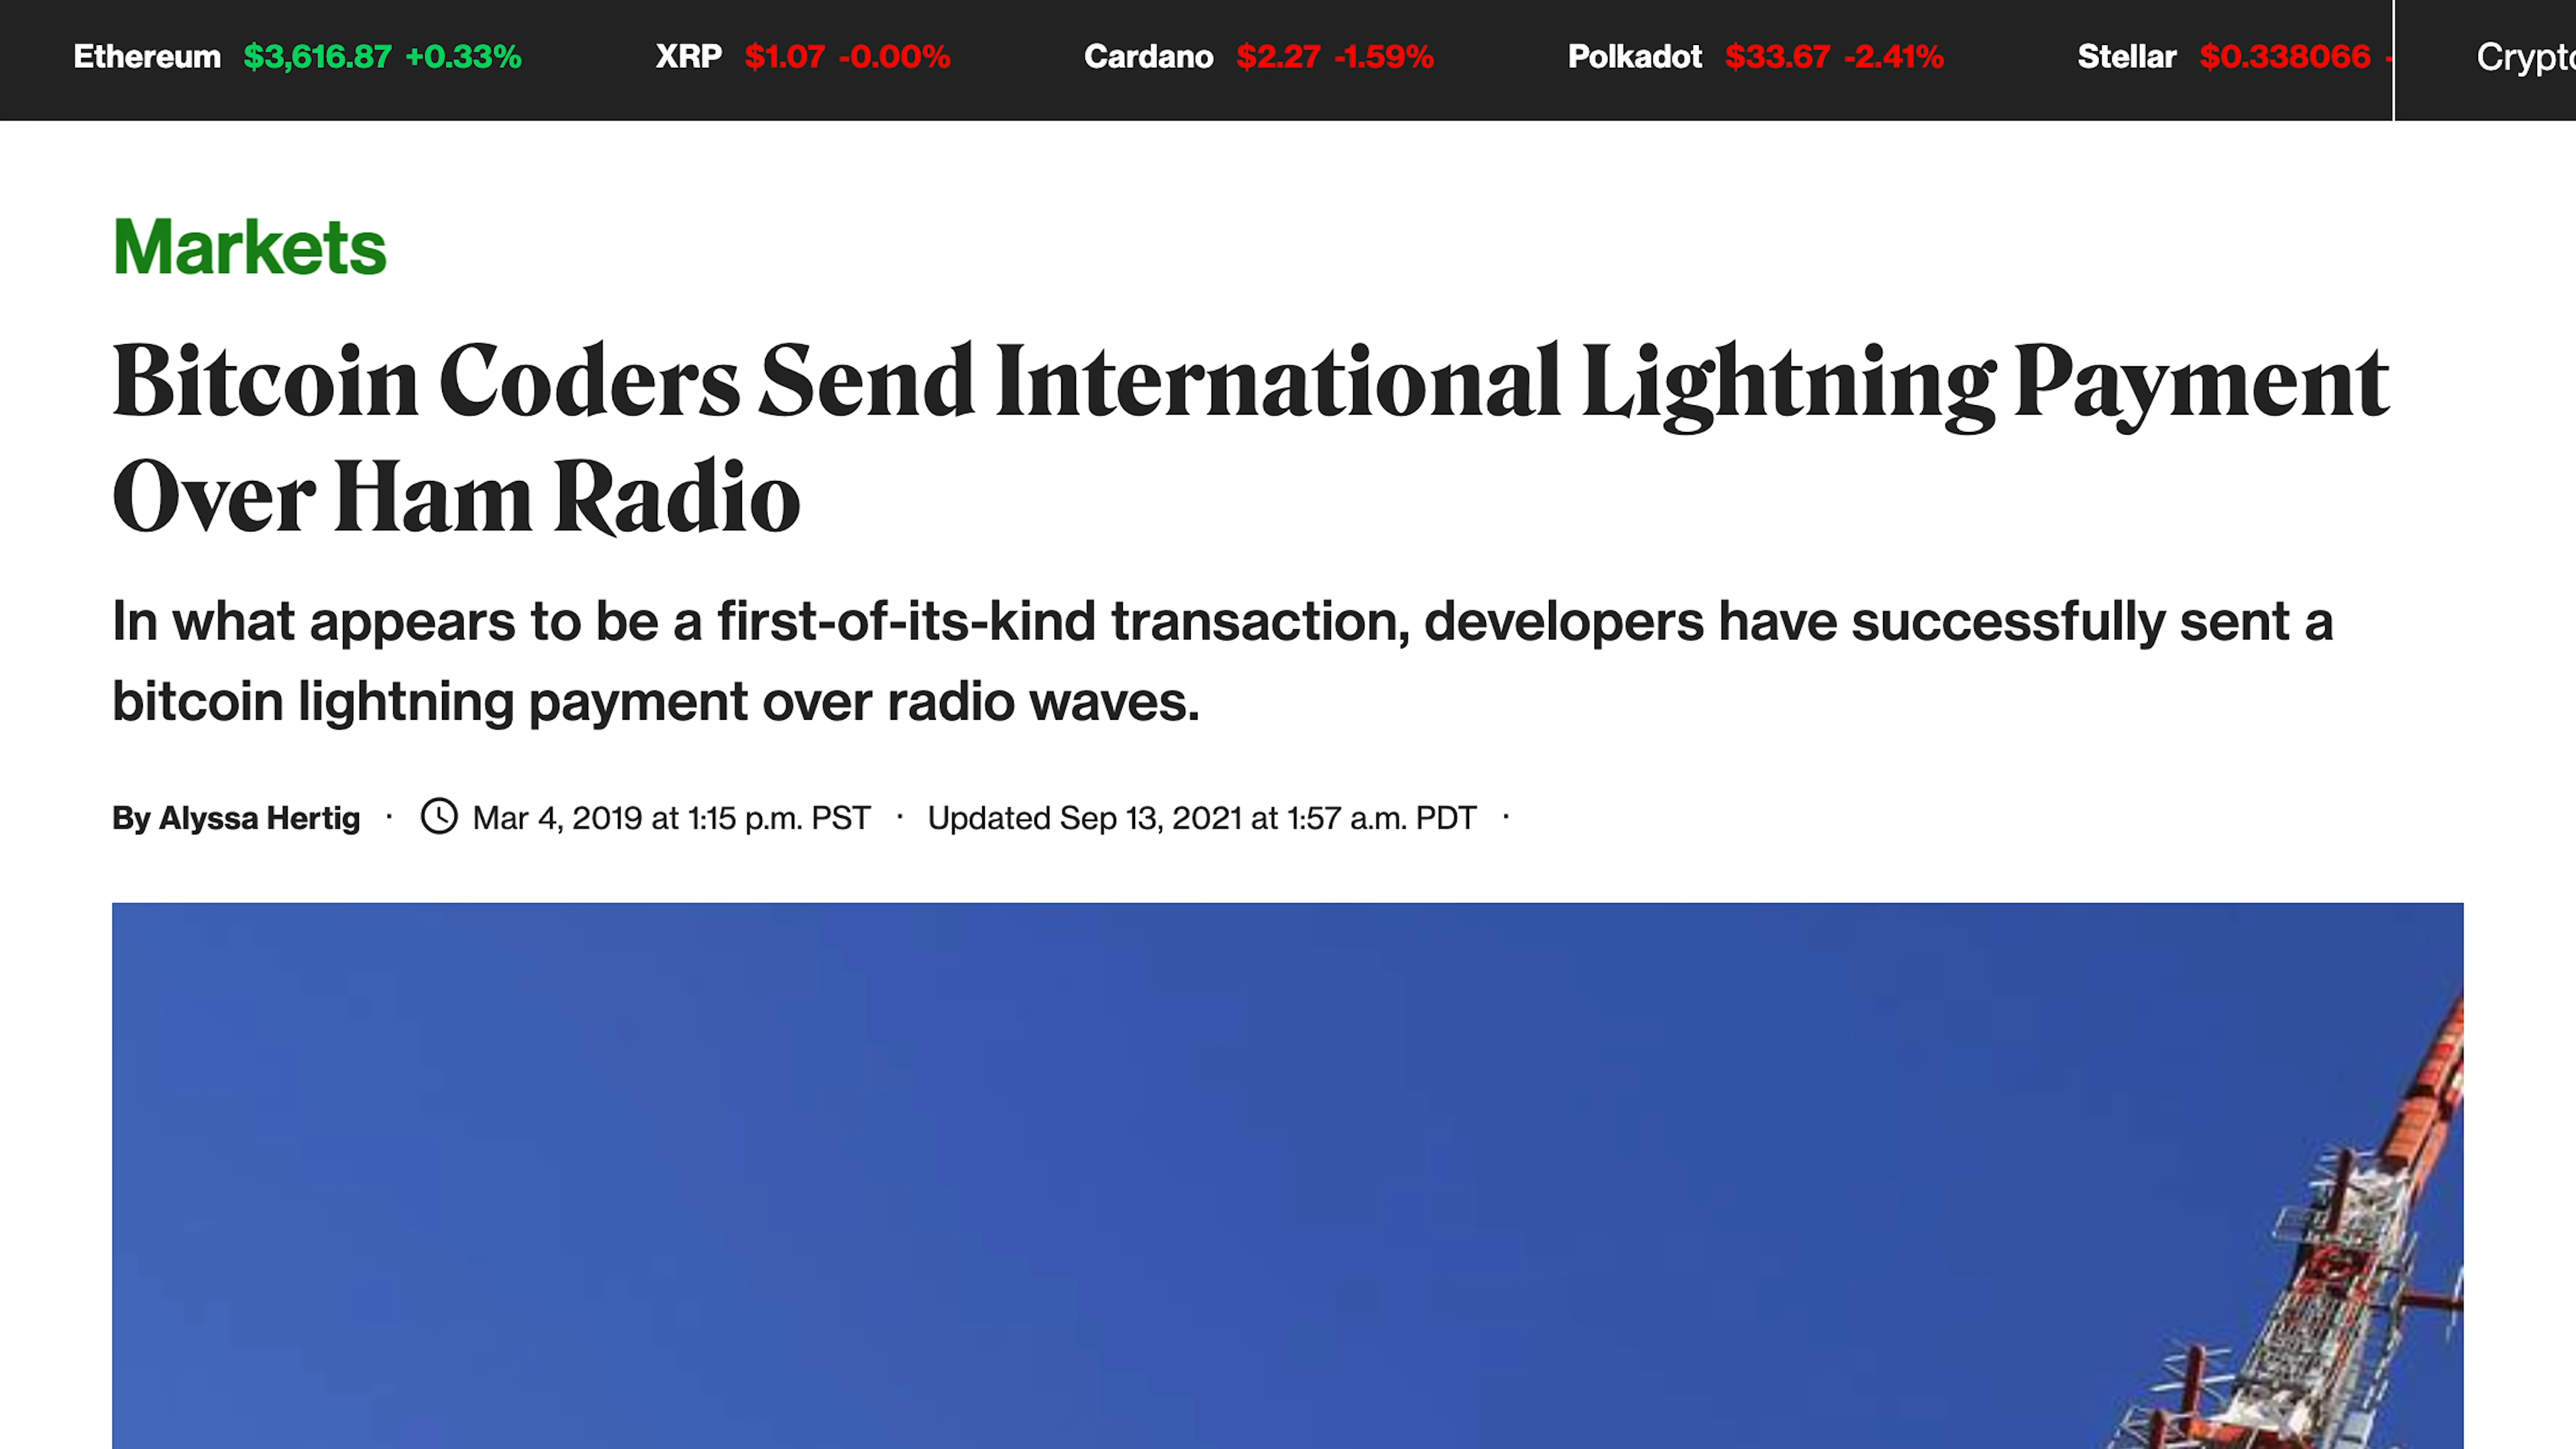 Ethereum $3,616.87 +0.33% XRP $1.07 -0.00% Cardano $2.27 -1.59% Polkadot $33.67 -2.41% Stellar $0.338066 -
Markets
Bitcoin Coders Send International Lightning Payment
Over Ham Radio
In what appears to be a first-of-its-kind transaction, developers have successfully sent a
bitcoin lightning payment over radio waves.
By Alyssa Hertig · Mar 4, 2019 at 1:15 p.m. PST · Updated Sep 13, 2021 at 1:57 a.m. PDT ·